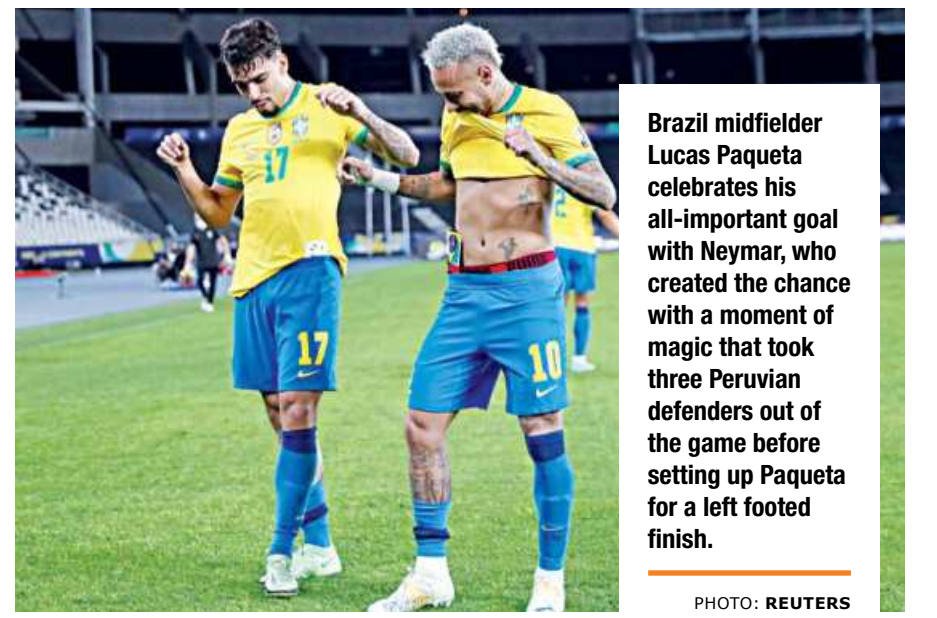 17
17
10
2
Brazil midfielder
Lucas Paqueta
celebrates his
all-important goal
with Neymar, who
created the chance
with a moment of
magic that took
three Peruvian
defenders out of
the game before
setting up Paqueta
for a left footed
finish.
PHOTO: REUTERS